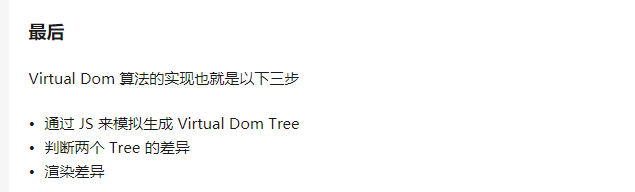 最后
Virtual Dom 算法的实现也就是以下三步
• 通过 JS 来模拟生成 Virtual Dom Tree
• 判断两个 Tree 的差异
• 渲染差异